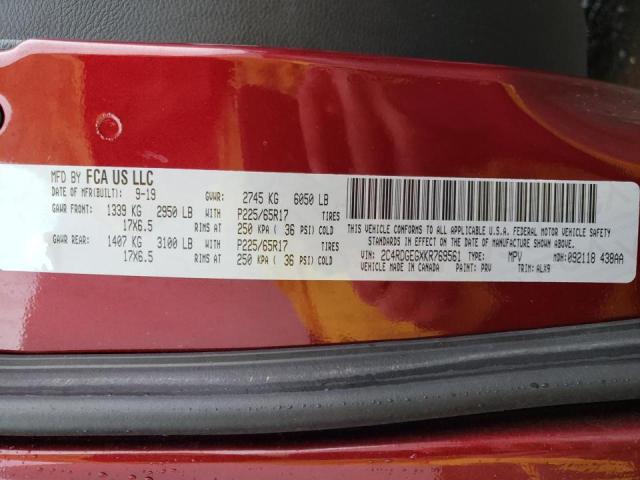 MFD BY FCA US LLC
DATE OF MFR(BUILT): 9-19 GVWR: 2745 KG 6050 LB
GAWR FRONT: 1339 KG 2950 LB WITH P225/65R17 TIRES
17X6.5 RIMS AT 250 KPA ( 36 PSI) COLD
GAWR REAR: 1407 KG 3100 LB WITH P225/65R17 TIRES
17X6.5 RIMS AT 250 KPA ( 36 PSI) COLD
THIS VEHICLE CONFORMS TO ALL APPLICABLE U.S.A. FEDERAL MOTOR VEHICLE SAFETY
STANDARDS IN EFFECT ON THE DATE OF MANUFACTURE SHOWN ABOVE.
VIN: 2C4RDGEGXKR769561 TYPE: MPV MDH: 092118 438AA
VEHICLE MADE IN CANADA PAINT: PRV TRIM: ALX9